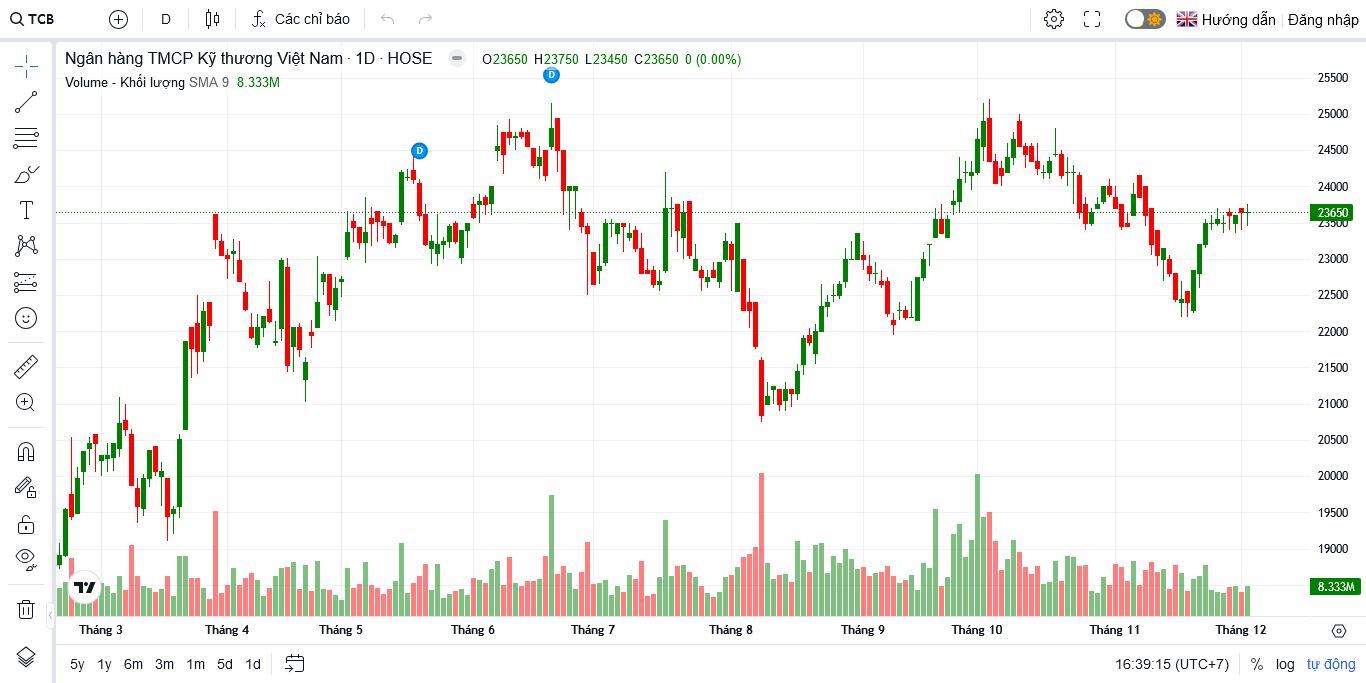 TCB D Các chỉ báo Hướng dẫn Đăng nhập
Ngân hàng TMCP Kỹ thương Việt Nam · 1D · HOSE O23650 H23750 L23450 C23650 0 (0.00%)
Volume - Khối lượng SMA 9 8.333M
D
D
25500
25000
24500
24000
23650
23500
23000
22500
22000
21500
21000
20500
20000
19500
19000
8.333M
Tháng 3 Tháng 4 Tháng 5 Tháng 6 Tháng 7 Tháng 8 Tháng 9 Tháng 10 Tháng 11 Tháng 12
5y 1y 6m 3m 1m 5d 1d 16:39:15 (UTC+7) % log tự động